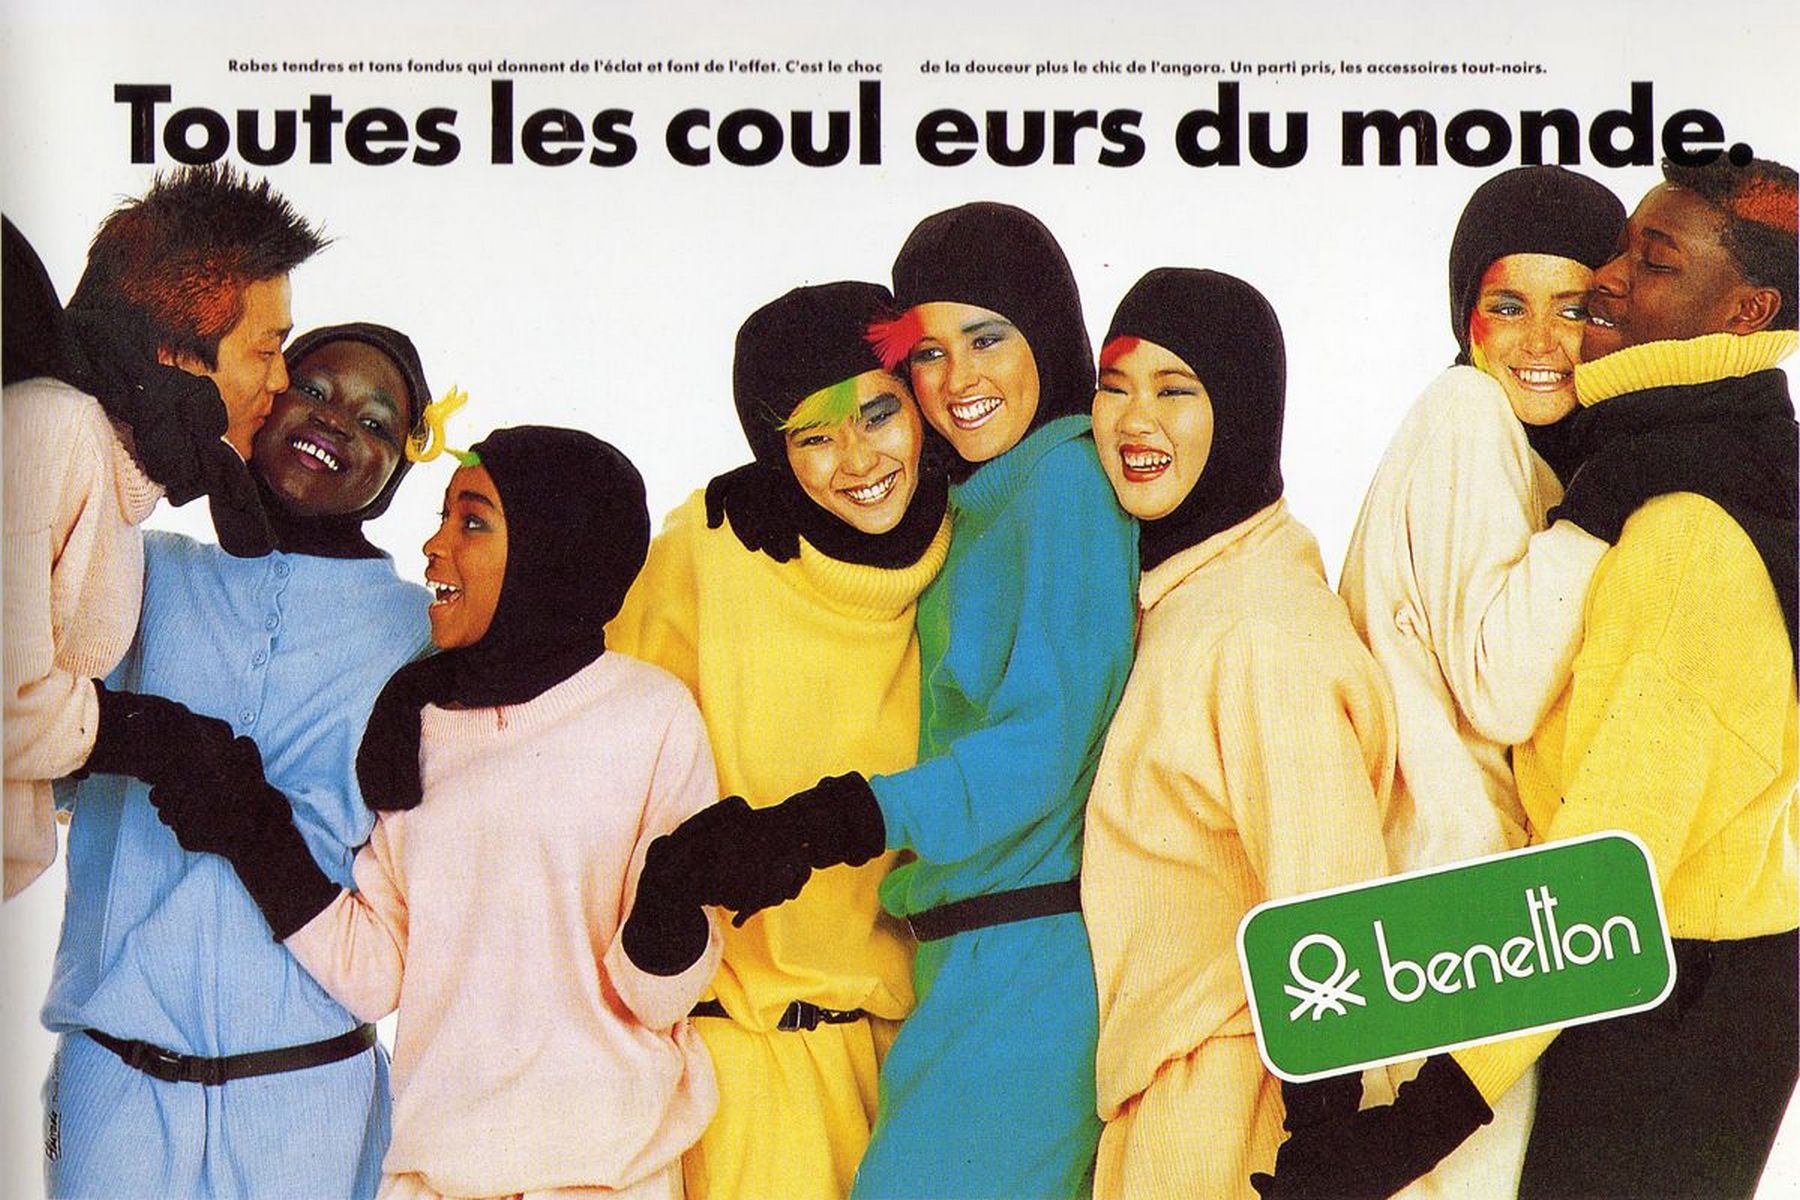 Robes tendres et tons fondus qui donnent de l'éclat et font de l'effet. C'est le choc de la douceur plus le chic de l'angora. Un parti pris, les accessoires tout-noirs.
Toutes les coul eurs du monde.
benetton